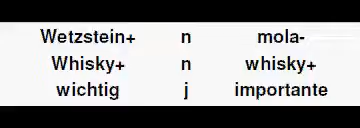 Wetzstein+ n mola-
Whisky+ n whisky+
wichtig j importante